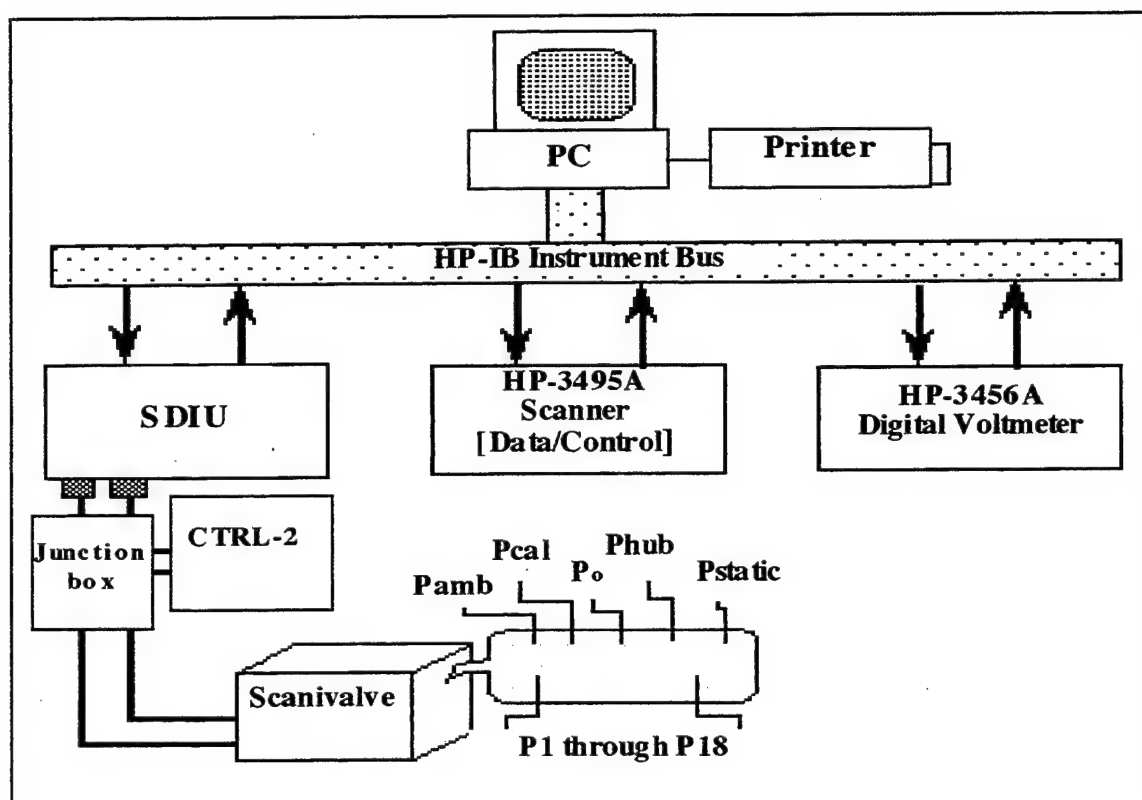 PC
Printer
HP-IB Instrument Bus
SDIU
HP-3495A
Scanner
[Data/Control]
HP-3456A
Digital Voltmeter
Junction
box
CTRL-2
Pamb
Pcal
Po
Phub
Pstatic
Scanivalve
P1 through P18